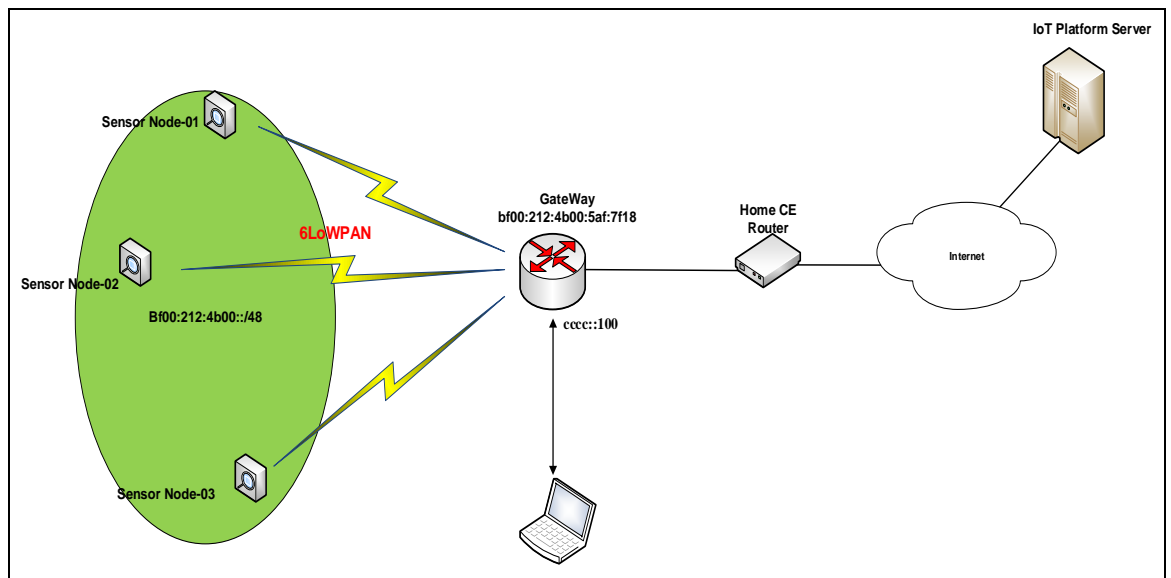 IoT Platform Server
Sensor Node-01
GateWay
bf00:212:4b00:5af:7f18
Home CE
Router
6LoWPAN
Internet
Sensor Node-02
Bf00:212:4b00::/48
cccc::100
Sensor Node-03